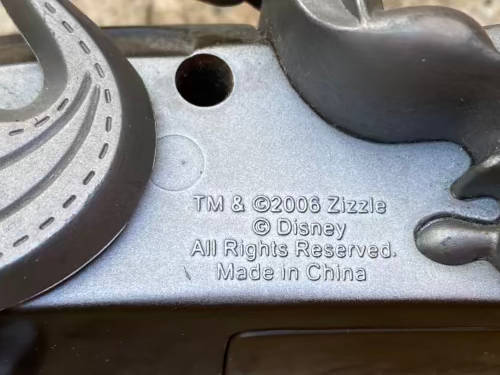 TM & ©2006 Zizzle
© Disney
All Rights Reserved.
Made in China